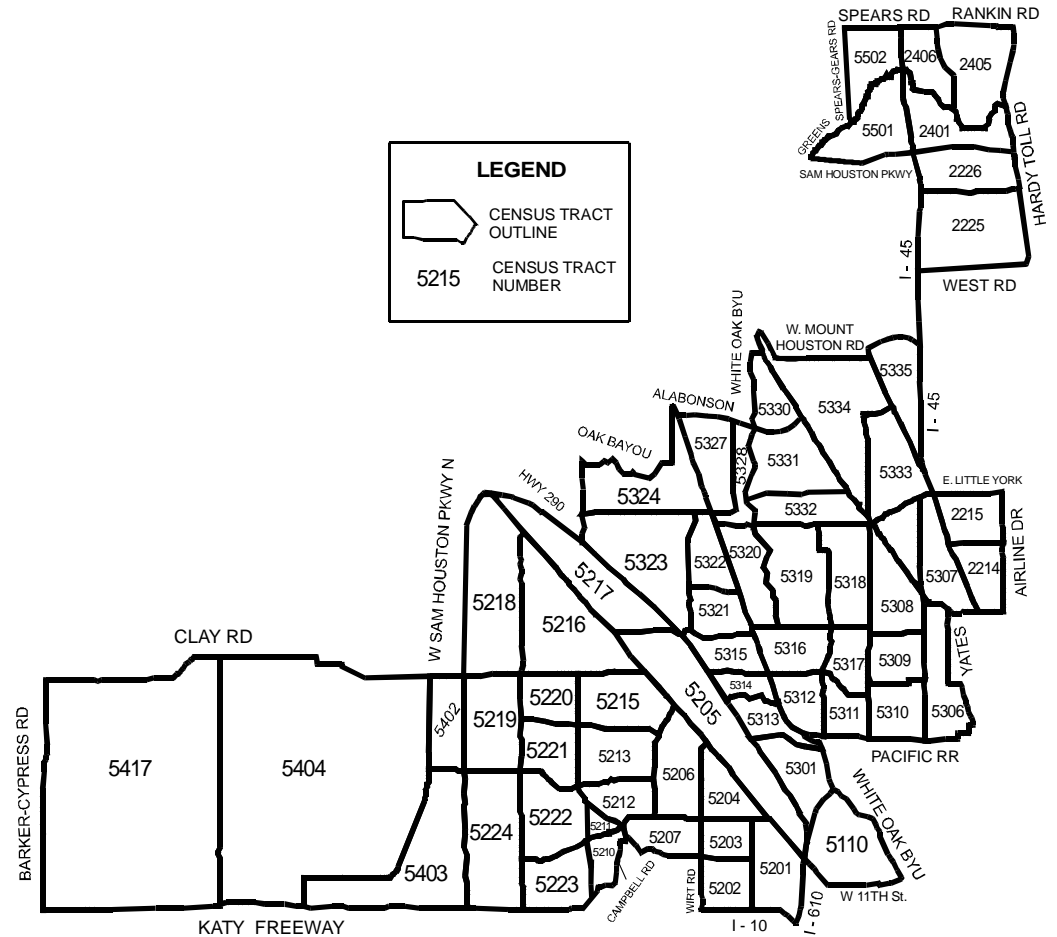 SPEARS RD
RANKIN RD
SPEARS-GEARS RD
5502
2406
2405
GREENS
5501
2401
HARDY TOLL RD
SAM HOUSTON PKWY
2226
2225
I - 45
WEST RD
LEGEND
CENSUS TRACT
OUTLINE
5215
CENSUS TRACT
NUMBER
WHITE OAK BYU
W. MOUNT
HOUSTON RD
5335
ALABONSON
5330
5334
I - 45
OAK BAYOU
5327
5328
5331
5333
E. LITTLE YORK
HWY 290
5324
5332
2215
W SAM HOUSTON PKWY N
5323
5322
5320
5319
5318
5307
2214
AIRLINE DR
5217
5218
5216
5321
5308
CLAY RD
5315
5316
5317
5309
YATES
5402
5219
5220
5215
5205
5314
5312
5313
5311
5310
5306
BARKER-CYPRESS RD
5417
5404
5221
5213
5206
5301
PACIFIC RR
5212
5204
WHITE OAK BYU
5403
5224
5222
5211
5210
5207
5203
5201
5110
5223
CAMPBELL RD
WIRT RD
5202
W 11TH St.
KATY FREEWAY
I - 10
I - 610